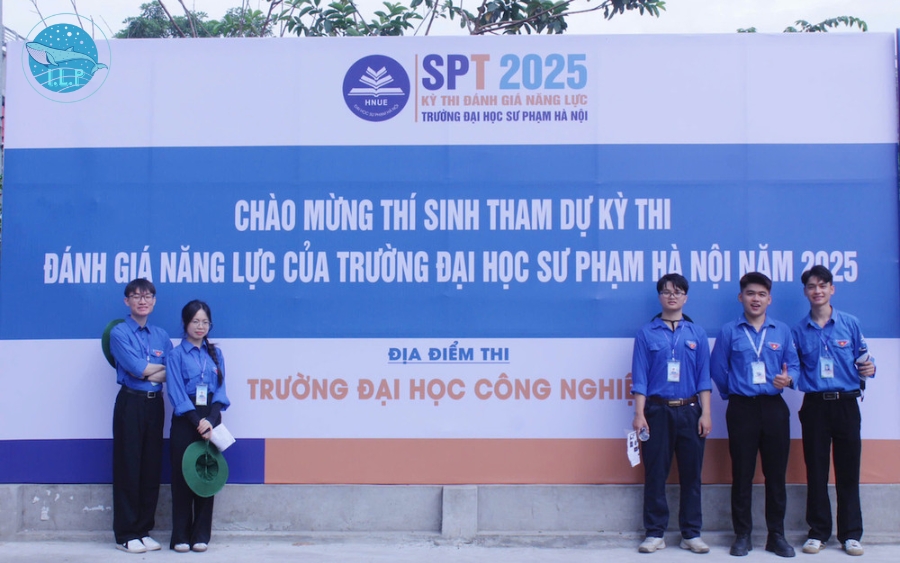 I.E.P
HNUE
SPT 2025
KỲ THI ĐÁNH GIÁ NĂNG LỰC
TRƯỜNG ĐẠI HỌC SƯ PHẠM HÀ NỘI
CHÀO MỪNG THÍ SINH THAM DỰ KỲ THI
ĐÁNH GIÁ NĂNG LỰC CỦA TRƯỜNG ĐẠI HỌC SƯ PHẠM HÀ NỘI NĂM 2025
ĐỊA ĐIỂM THI
TRƯỜNG ĐẠI HỌC CÔNG NGHIỆ